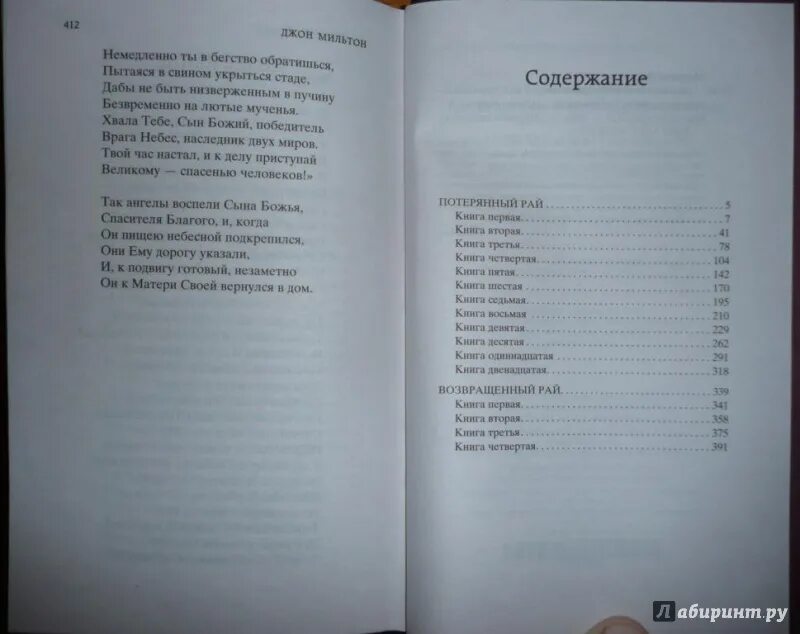 412
ДЖОН МИЛЬТОН
Немедленно ты в бегство обратишься,
Пытаяся в свином укрыться стаде,
Дабы не быть низверженным в пучину
Безвременно на лютые мученья.
Хвала Тебе, Сын Божий, победитель
Врага Небес, наследник двух миров.
Твой час настал, и к делу приступай
Великому — спасенью человеков!»
Так ангелы воспели Сына Божья,
Спасителя Благого, и, когда
Он пищею небесной подкрепился,
Они Ему дорогу указали,
И, к подвигу готовый, незаметно
Он к Матери Своей вернулся в дом.
Содержание
ПОТЕРЯННЫЙ РАЙ 5
Книга первая 7
Книга вторая 41
Книга третья 78
Книга четвертая 104
Книга пятая 142
Книга шестая 170
Книга седьмая 195
Книга восьмая 210
Книга девятая 229
Книга десятая 262
Книга одиннадцатая 291
Книга двенадцатая 318
ВОЗВРАЩЕННЫЙ РАЙ 339
Книга первая 341
Книга вторая 358
Книга третья 375
Книга четвертая 391
Лабиринт.ру